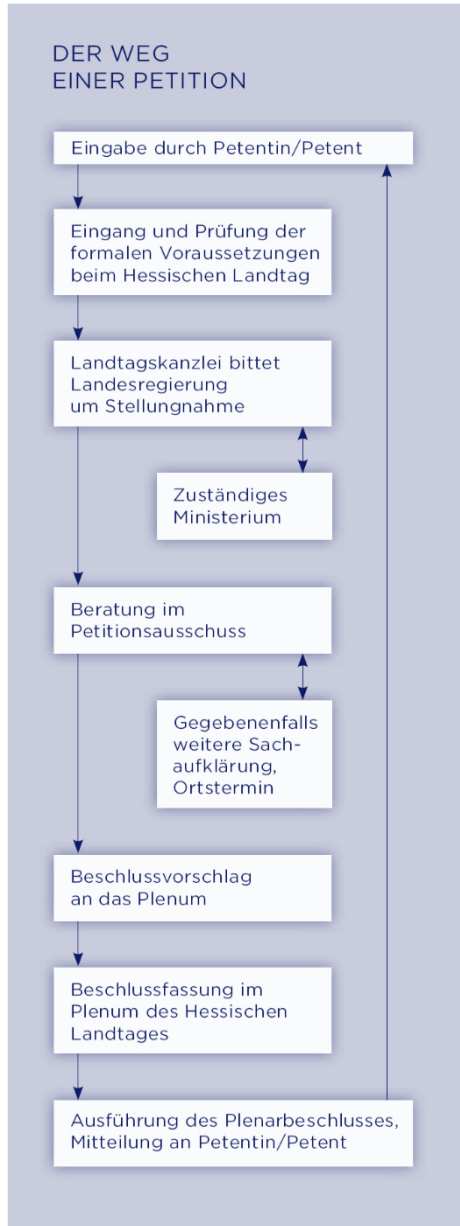 DER WEG
EINER PETITION
Eingabe durch Petentin/Petent
Eingang und Prüfung der
formalen Voraussetzungen
beim Hessischen Landtag
Landtagskanzlei bittet
Landesregierung
um Stellungnahme
Zuständiges
Ministerium
Beratung im
Petitionsausschuss
Gegebenenfalls
weitere Sach-
aufklärung,
Ortstermin
Beschlussvorschlag
an das Plenum
Beschlussfassung im
Plenum des Hessischen
Landtages
Ausführung des Plenarbeschlusses,
Mitteilung an Petentin/Petent